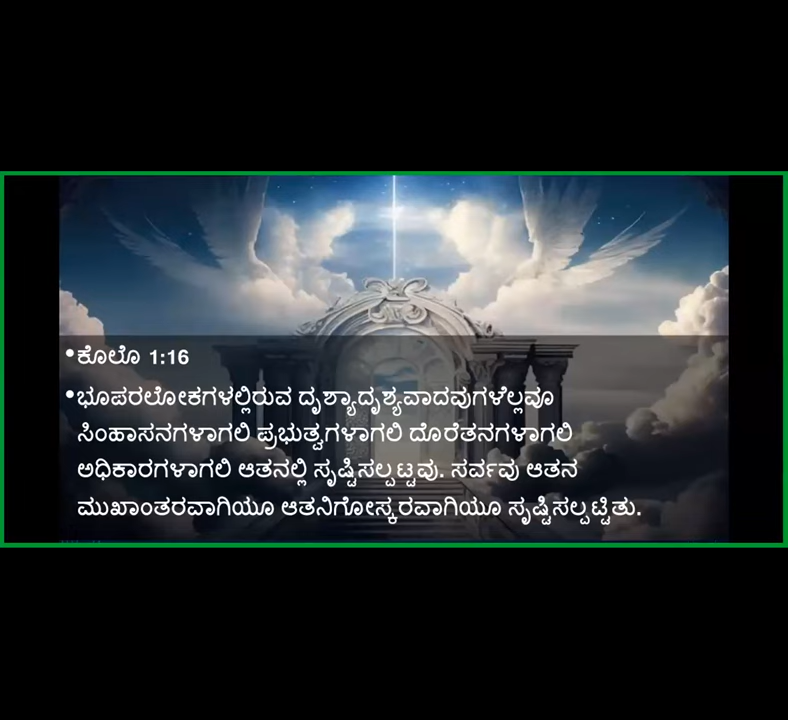 •ಕೊಲೊ 1:16
•ಭೂಪರಲೋಕಗಳಲ್ಲಿರುವ ದೃಶ್ಯಾದೃಶ್ಯವಾದವುಗಳೆಲ್ಲವೂ
ಸಿಂಹಾಸನಗಳಾಗಲಿ ಪ್ರಭುತ್ವಗಳಾಗಲಿ ದೊರೆತನಗಳಾಗಲಿ
ಅಧಿಕಾರಗಳಾಗಲಿ ಆತನಲ್ಲಿ ಸೃಷ್ಟಿಸಲ್ಪಟ್ಟವು. ಸರ್ವವು ಆತನ
ಮುಖಾಂತರವಾಗಿಯೂ ಆತನಿಗೋಸ್ಕರವಾಗಿಯೂ ಸೃಷ್ಟಿಸಲ್ಪಟ್ಟಿತು.